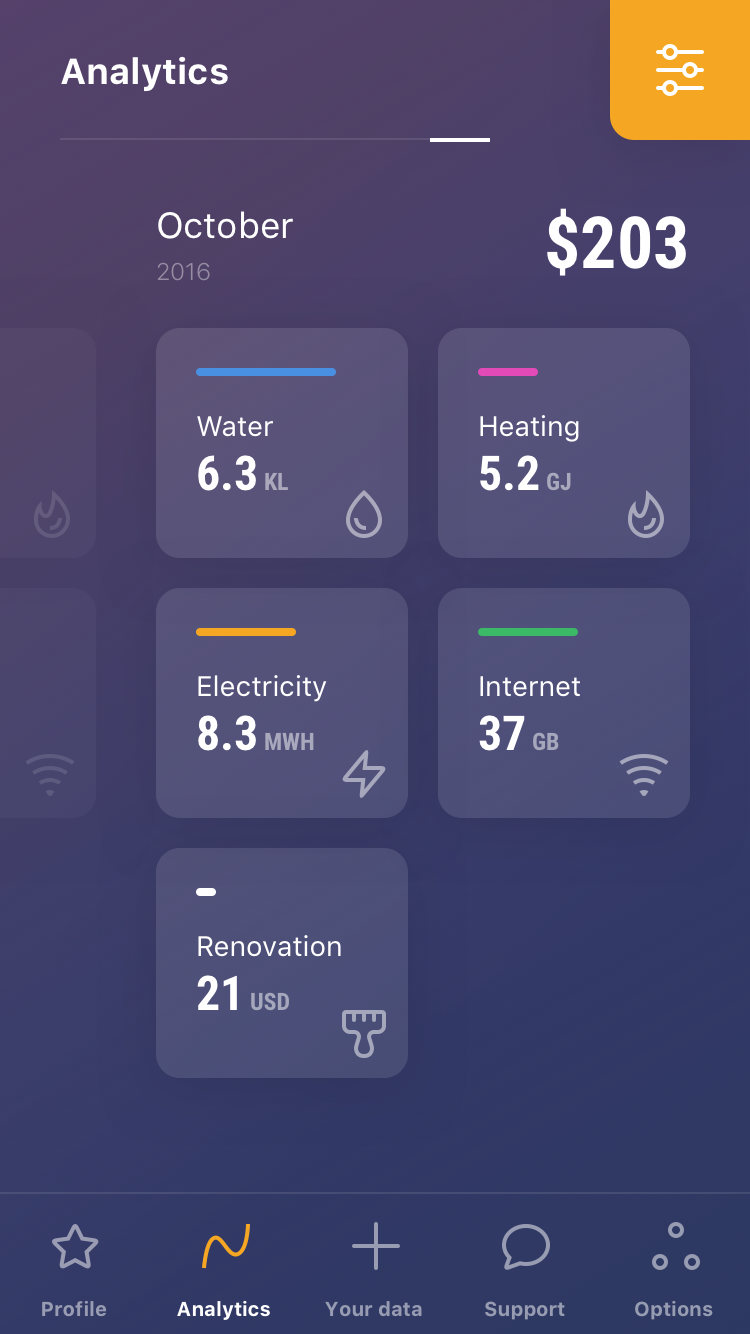 Analytics
October
$203
2016
Water
6.3 KL
Heating
5.2 GJ
Electricity
8.3 MWH
Internet
37 GB
Renovation
21 USD
Profile
Analytics
Your data
Support
Options